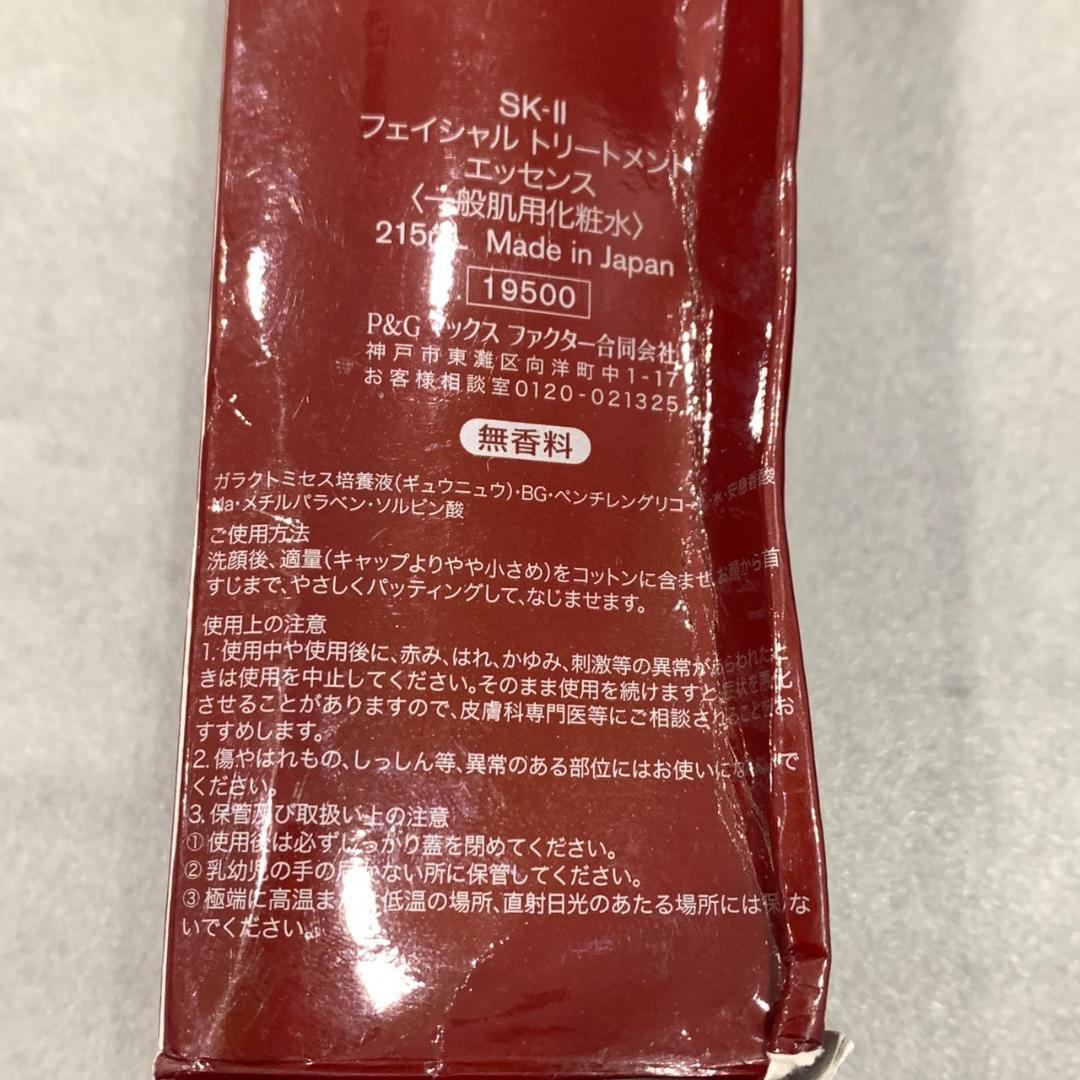 SK-II
フェイシャル トリートメント
エッセンス
〈一般肌用化粧水〉
215mL Made in Japan
19500
P&G マックス ファクター合同会社
神戸市東灘区向洋町中1-17
お客様相談室0120-021325
無香料
ガラクトミセス培養液(ギュウニュウ)・BG・ペンチレングリコール・水・安息香酸
Na・メチルパラベン・ソルビン酸
ご使用方法
洗顔後、適量(キャップよりやや小さめ)をコットンに含ませ、お顔から首
すじまで、やさしくパッティングして、なじませます。
使用上の注意
1. 使用中や使用後に、赤み、はれ、かゆみ、刺激等の異常があらわれたと
きは使用を中止してください。そのまま使用を続けますと、症状を悪化
させることがありますので、皮膚科専門医等にご相談されることをお
すすめします。
2. 傷やはれもの、しっしん等、異常のある部位にはお使いにな で
ください。
3. 保管及び取扱い上の注意
① 使用後は必ずしっかり蓋を閉めてください。
② 乳幼児の手の届かない所に保管してください。
③ 極端に高温または低温の場所、直射日光のあたる場所には保 な
いでください。